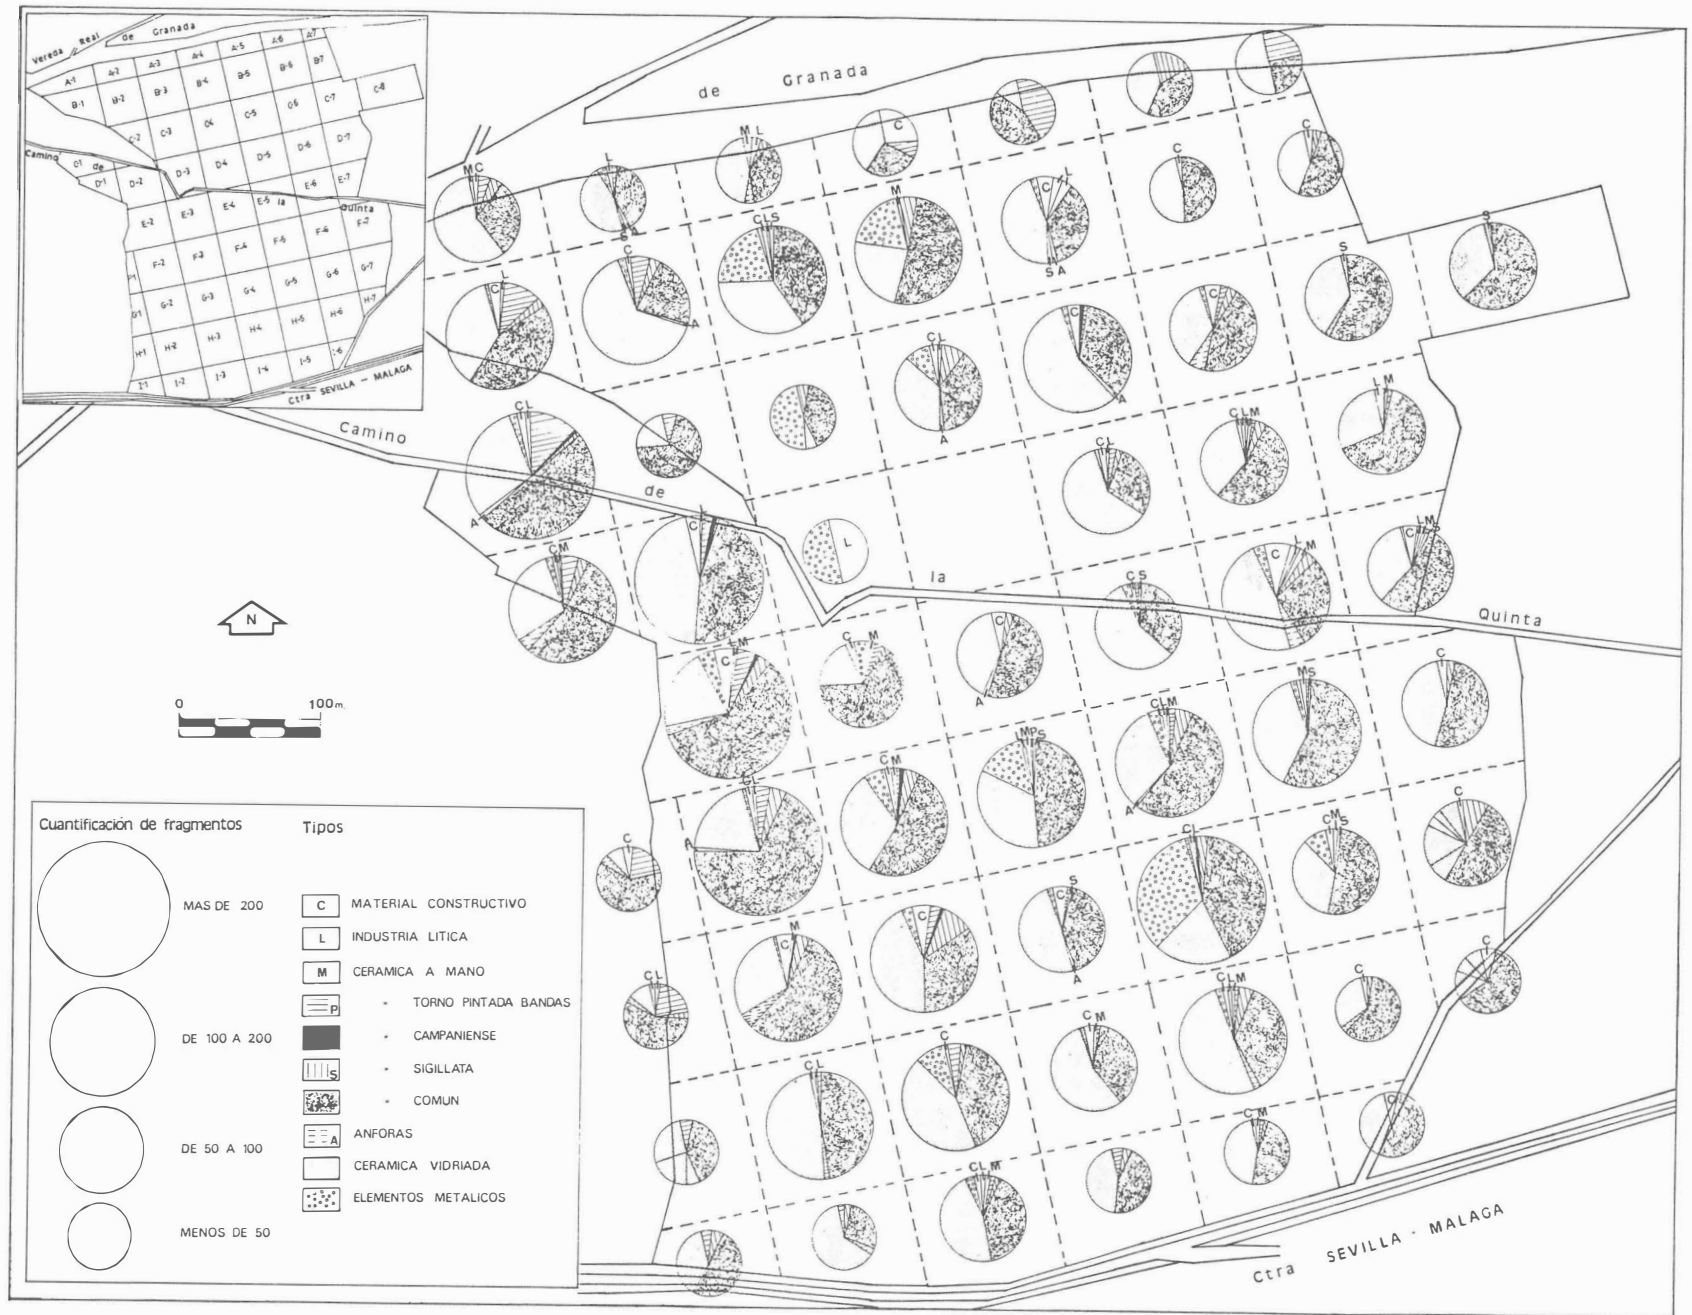 Vereda Real de Granada
A-1 A-2 A-3 A-4 A-5 A-6 A-7
B-1 B-2 B-3 B-4 B-5 B-6 B-7
C-1 C-2 C-3 C-4 C-5 C-6 C-7 C-8
D-1 D-2 D-3 D-4 D-5 D-6 D-7
Camino de la Quinta
E-2 E-3 E-4 E-5 E-6 E-7
F-1 F-2 F-3 F-4 F-5 F-6 F-7
G-1 G-2 G-3 G-4 G-5 G-6 G-7
H-1 H-2 H-3 H-4 H-5 H-6 H-7
I-1 I-2 I-3 I-4 I-5 I-6
Ctra SEVILLA - MALAGA
de Granada
Camino de la Quinta
N
0 100m.
Cuantificación de fragmentos
MAS DE 200
DE 100 A 200
DE 50 A 100
MENOS DE 50
Tipos
C MATERIAL CONSTRUCTIVO
L INDUSTRIA LITICA
M CERAMICA A MANO
P " TORNO PINTADA BANDAS
" CAMPANIENSE
S " SIGILLATA
" COMUN
A ANFORAS
CERAMICA VIDRIADA
ELEMENTOS METALICOS
Ctra SEVILLA - MALAGA